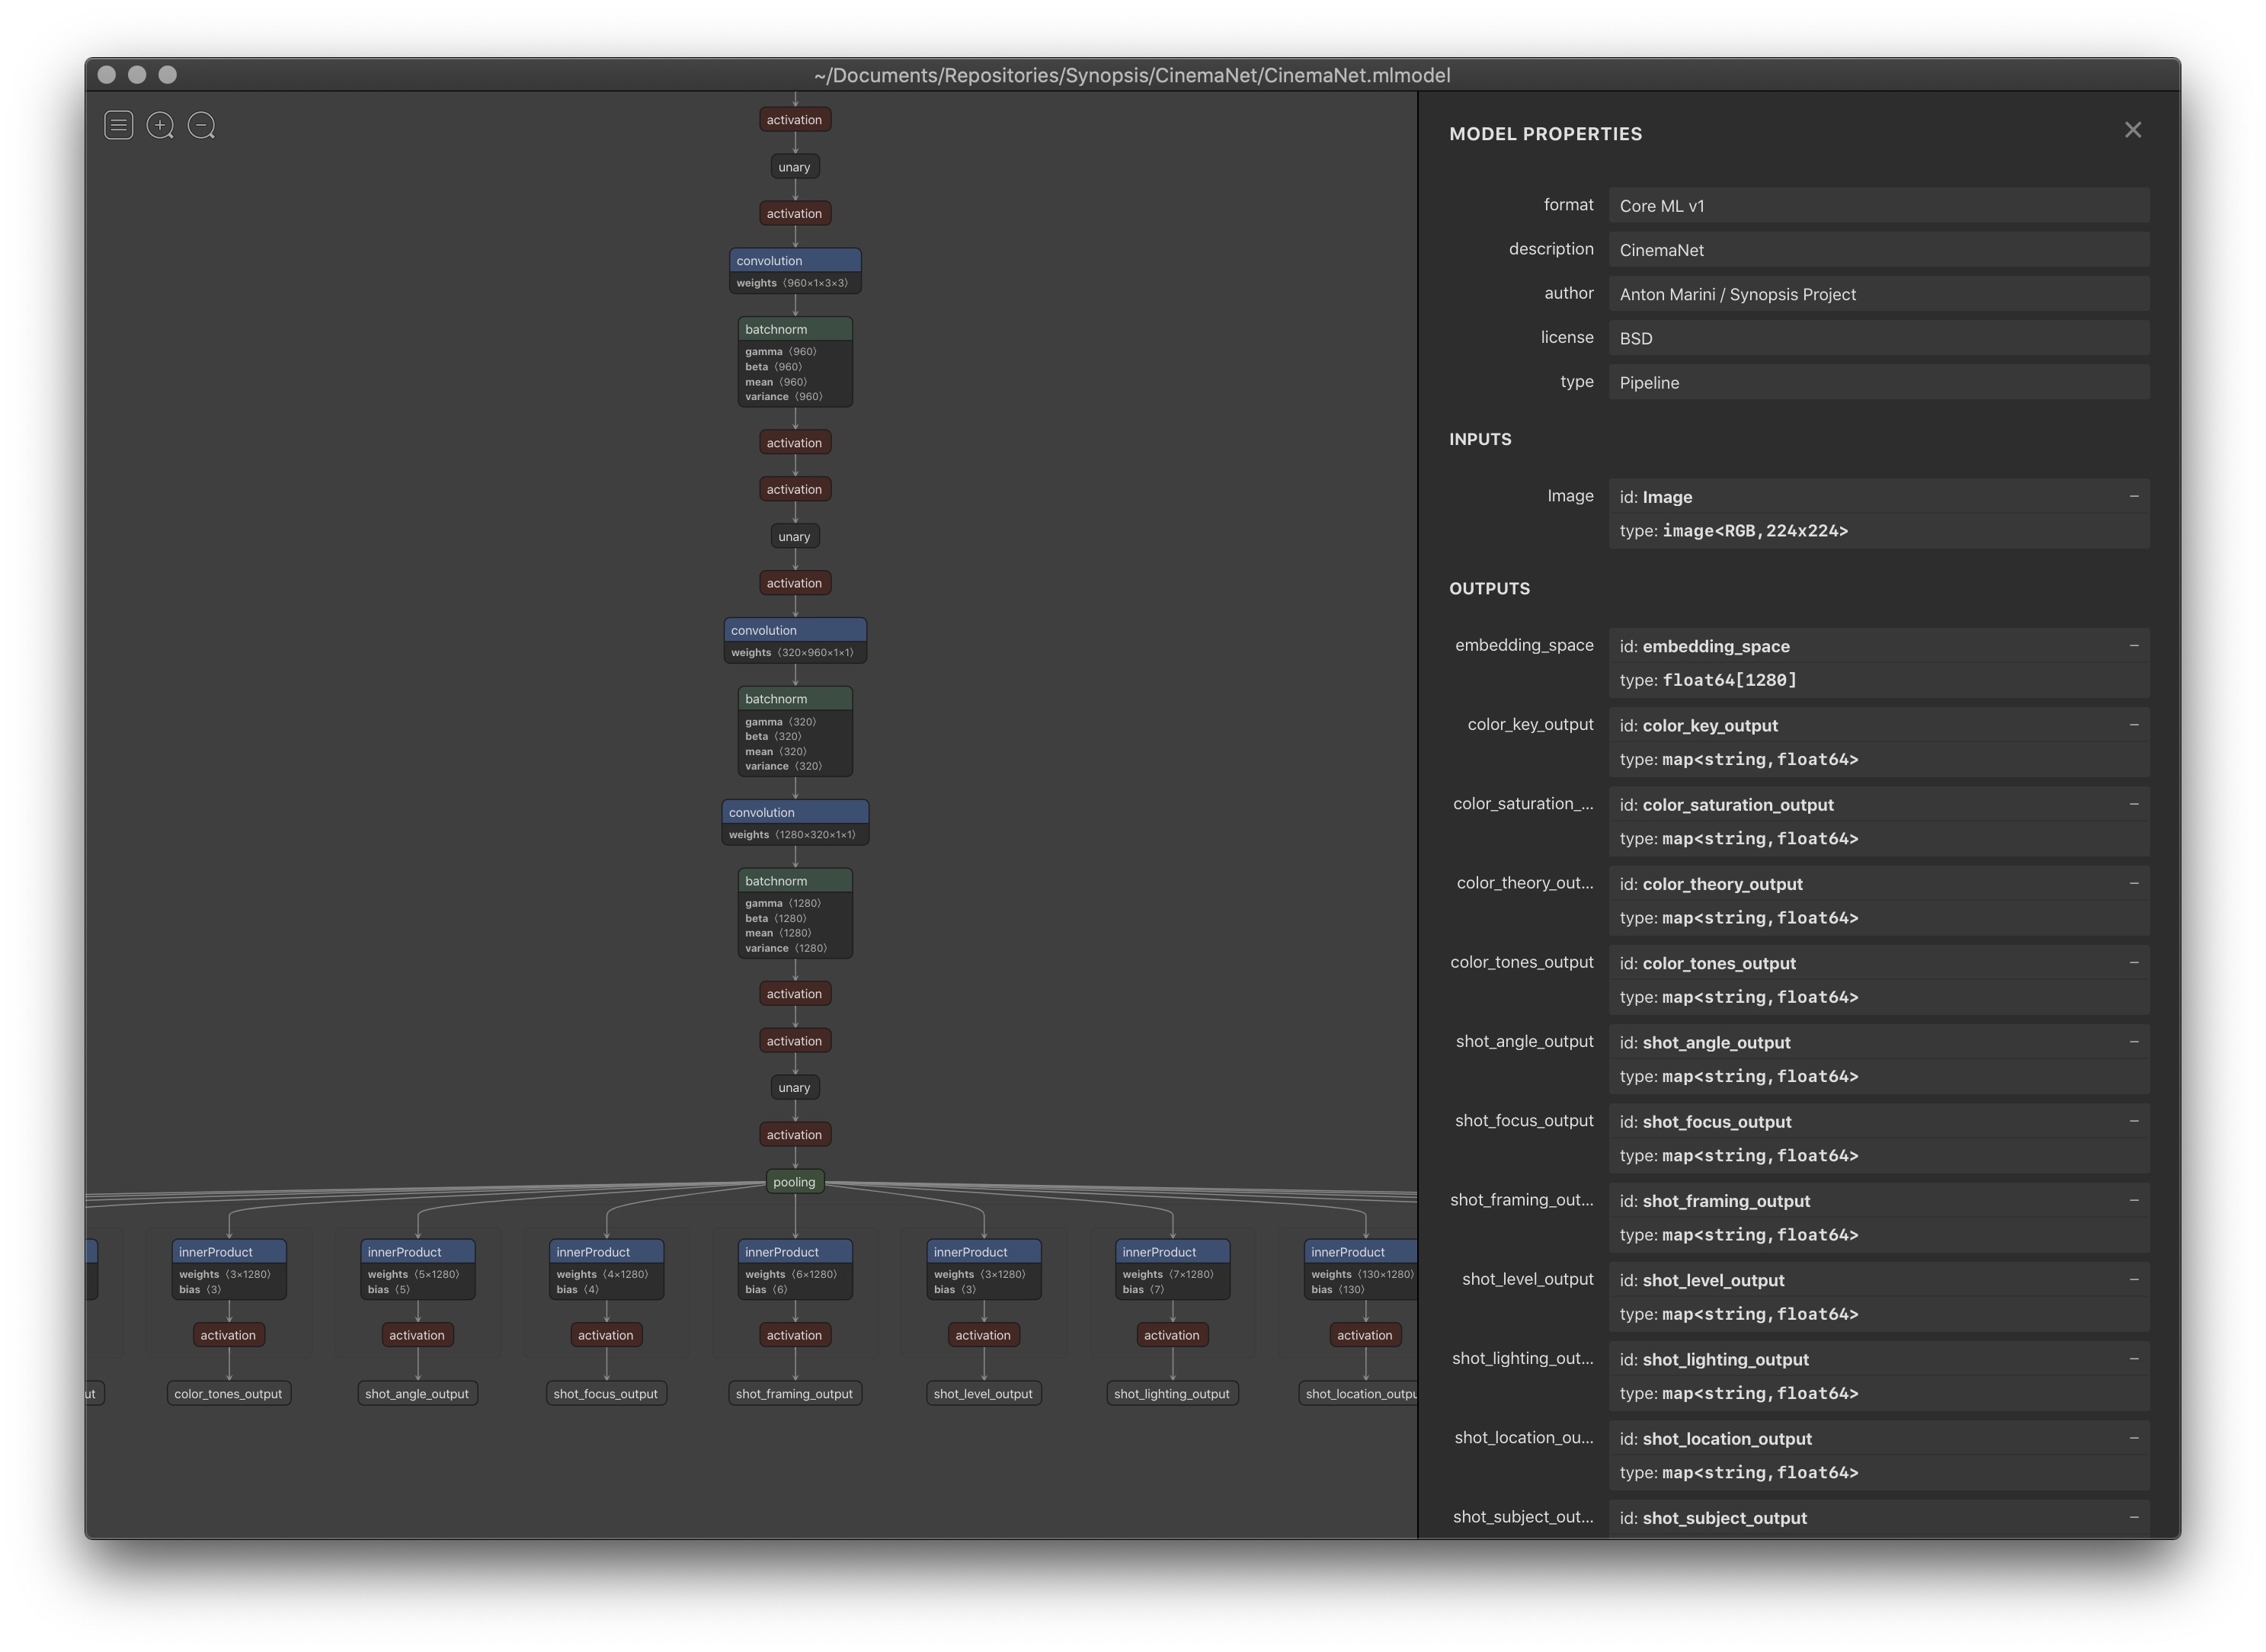 ~/Documents/Repositories/Synopsis/CinemaNet/CinemaNet.mlmodel
activation
unary
activation
convolution
weights ⟨960×1×3×3⟩
batchnorm
gamma ⟨960⟩
beta ⟨960⟩
mean ⟨960⟩
variance ⟨960⟩
activation
activation
unary
activation
convolution
weights ⟨320×960×1×1⟩
batchnorm
gamma ⟨320⟩
beta ⟨320⟩
mean ⟨320⟩
variance ⟨320⟩
convolution
weights ⟨1280×320×1×1⟩
batchnorm
gamma ⟨1280⟩
beta ⟨1280⟩
mean ⟨1280⟩
variance ⟨1280⟩
activation
activation
unary
activation
pooling
innerProduct innerProduct innerProduct innerProduct innerProduct innerProduct innerProduct
weights ⟨3×1280⟩ weights ⟨5×1280⟩ weights ⟨4×1280⟩ weights ⟨6×1280⟩ weights ⟨3×1280⟩ weights ⟨7×1280⟩ weights ⟨130×1280⟩
bias ⟨3⟩ bias ⟨5⟩ bias ⟨4⟩ bias ⟨6⟩ bias ⟨3⟩ bias ⟨7⟩ bias ⟨130⟩
activation activation activation activation activation activation activation
ut color_tones_output shot_angle_output shot_focus_output shot_framing_output shot_level_output shot_lighting_output shot_location_outpu
MODEL PROPERTIES
format Core ML v1
description CinemaNet
author Anton Marini / Synopsis Project
license BSD
type Pipeline
INPUTS
Image id: Image
type: image<RGB,224x224>
OUTPUTS
embedding_space id: embedding_space
type: float64[1280]
color_key_output id: color_key_output
type: map<string,float64>
color_saturation_... id: color_saturation_output
type: map<string,float64>
color_theory_out... id: color_theory_output
type: map<string,float64>
color_tones_output id: color_tones_output
type: map<string,float64>
shot_angle_output id: shot_angle_output
type: map<string,float64>
shot_focus_output id: shot_focus_output
type: map<string,float64>
shot_framing_out... id: shot_framing_output
type: map<string,float64>
shot_level_output id: shot_level_output
type: map<string,float64>
shot_lighting_out... id: shot_lighting_output
type: map<string,float64>
shot_location_ou... id: shot_location_output
type: map<string,float64>
shot_subject_out... id: shot_subject_output